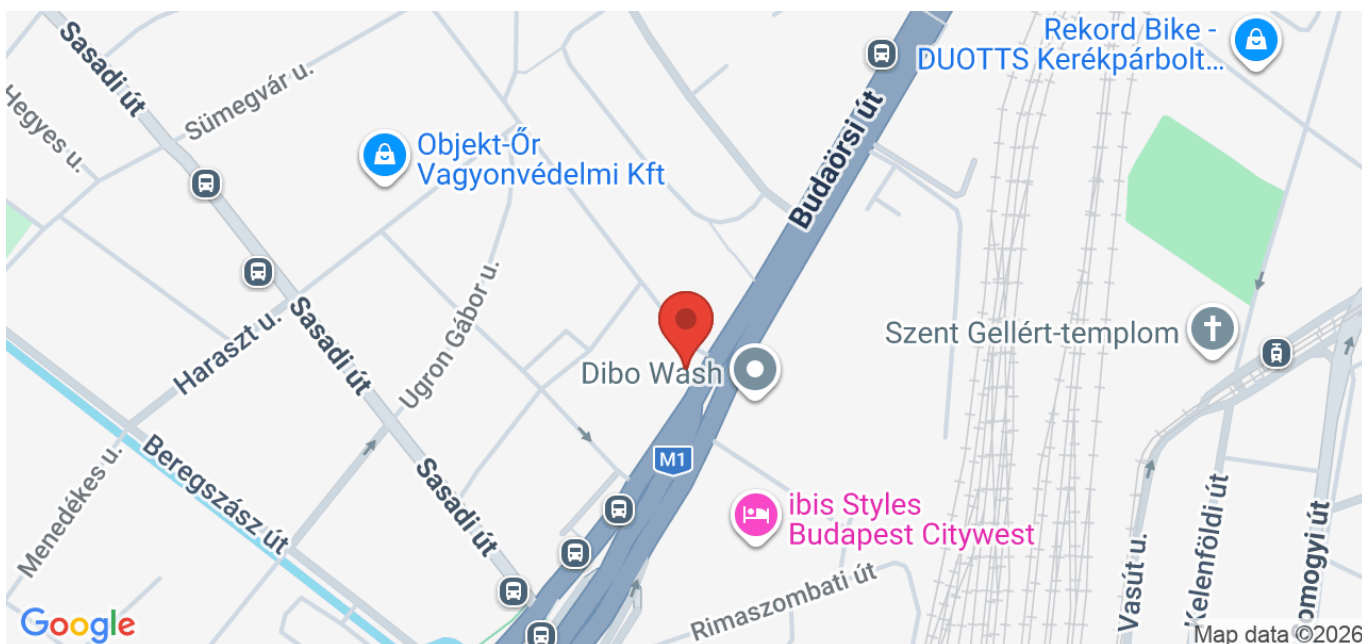 Sasadi út
Sümegvár u.
Hegyes u.
Rekord Bike -
DUOTTS Kerékpárbolt...
Budaörsi út
Objekt-Őr
Vagyonvédelmi Kft
Ugron Gábor u.
Haraszt u.
Sasadi út
Szent Gellért-templom
Dibo Wash
Menedékes u.
Beregszász út
Sasadi út
M1
ibis Styles
Budapest Citywest
Rimaszombati út
Vasút u.
Kelenföldi út
omogyi út
Google
Map data ©2026